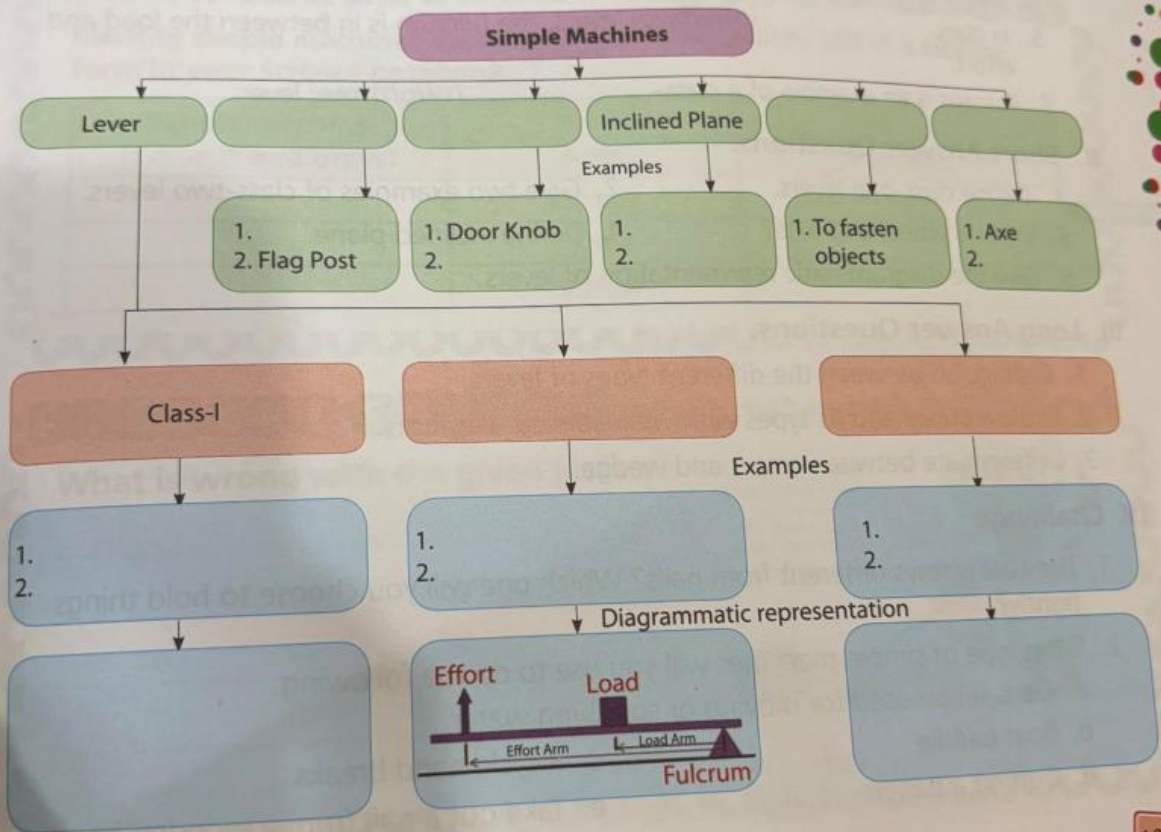 Simple Machines
Lever
Inclined Plane
Examples
1.
2. Flag Post
1. Door Knob
2.
1.
2.
1. To fasten
objects
1. Axe
2.
Class-I
Examples
1.
2.
1.
2.
1.
2.
Diagrammatic representation
Effort
Load
Effort Arm
Load Arm
Fulcrum